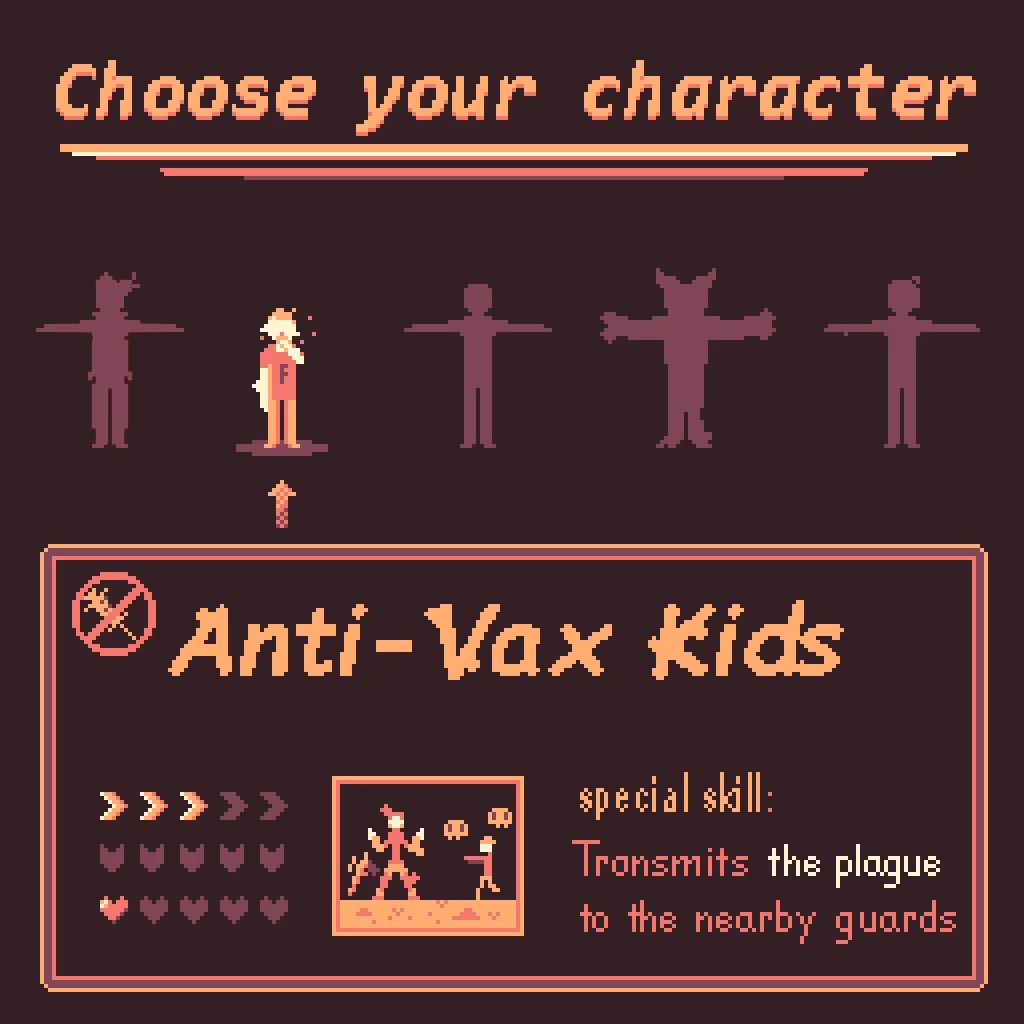 Choose your character
F
Anti-Vax Kids
special skill:
Transmits the plague
to the nearby guards